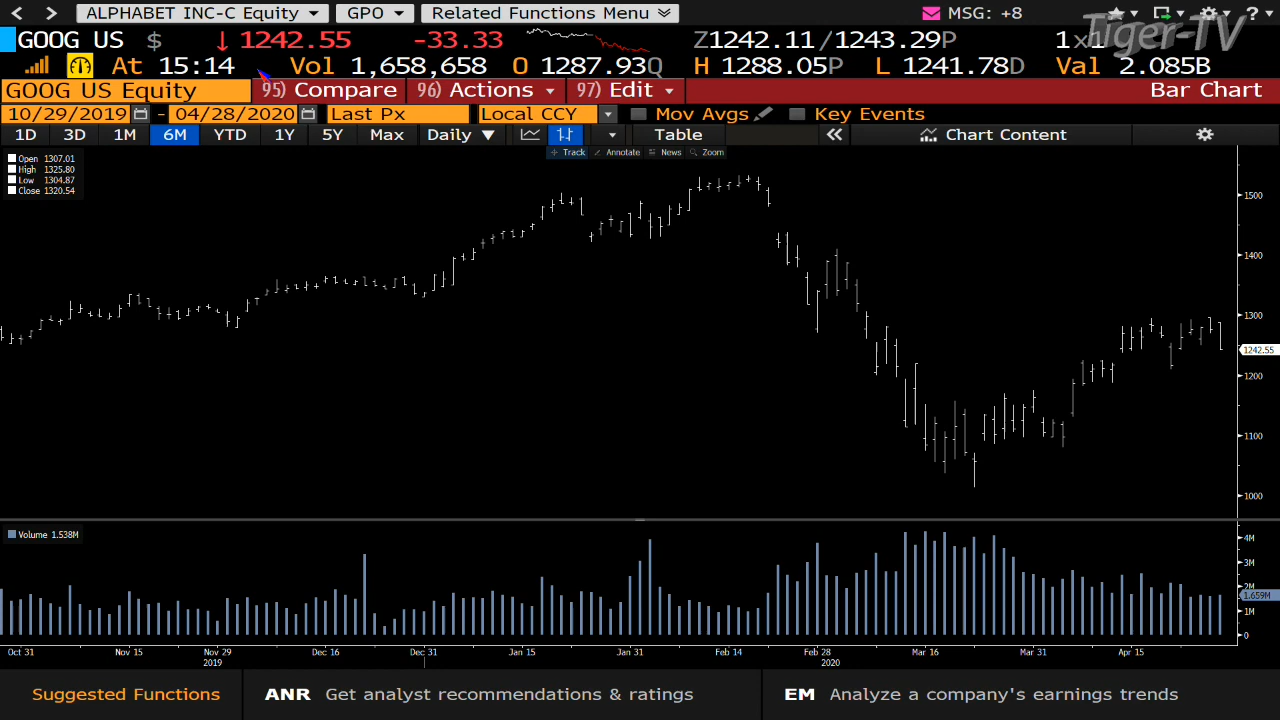 ALPHABET INC-C Equity GPO Related Functions Menu MSG: +8 ?
Tiger-TV
GOOG US $ ↓ 1242.55 -33.33 Z1242.11/1243.29P 1x1
At 15:14 Vol 1,658,658 O 1287.93Q H 1288.05P L 1241.78D Val 2.085B
GOOG US Equity 95) Compare 96) Actions 97) Edit Bar Chart
10/29/2019 - 04/28/2020 Last Px Local CCY Mov Avgs Key Events
1D 3D 1M 6M YTD 1Y 5Y Max Daily ▼ Table Chart Content
Track Annotate News Zoom
Open 1307.01
High 1325.80
Low 1304.87
Close 1320.54
1500
1400
1300
1242.55
1200
1100
1000
Volume 1.538M
4M
3M
2M
1.659M
1M
0
Oct 31 Nov 15 Nov 29 Dec 16 Dec 31 Jan 15 Jan 31 Feb 14 Feb 28 Mar 16 Mar 31 Apr 15
2019 2020
Suggested Functions ANR Get analyst recommendations & ratings EM Analyze a company's earnings trends